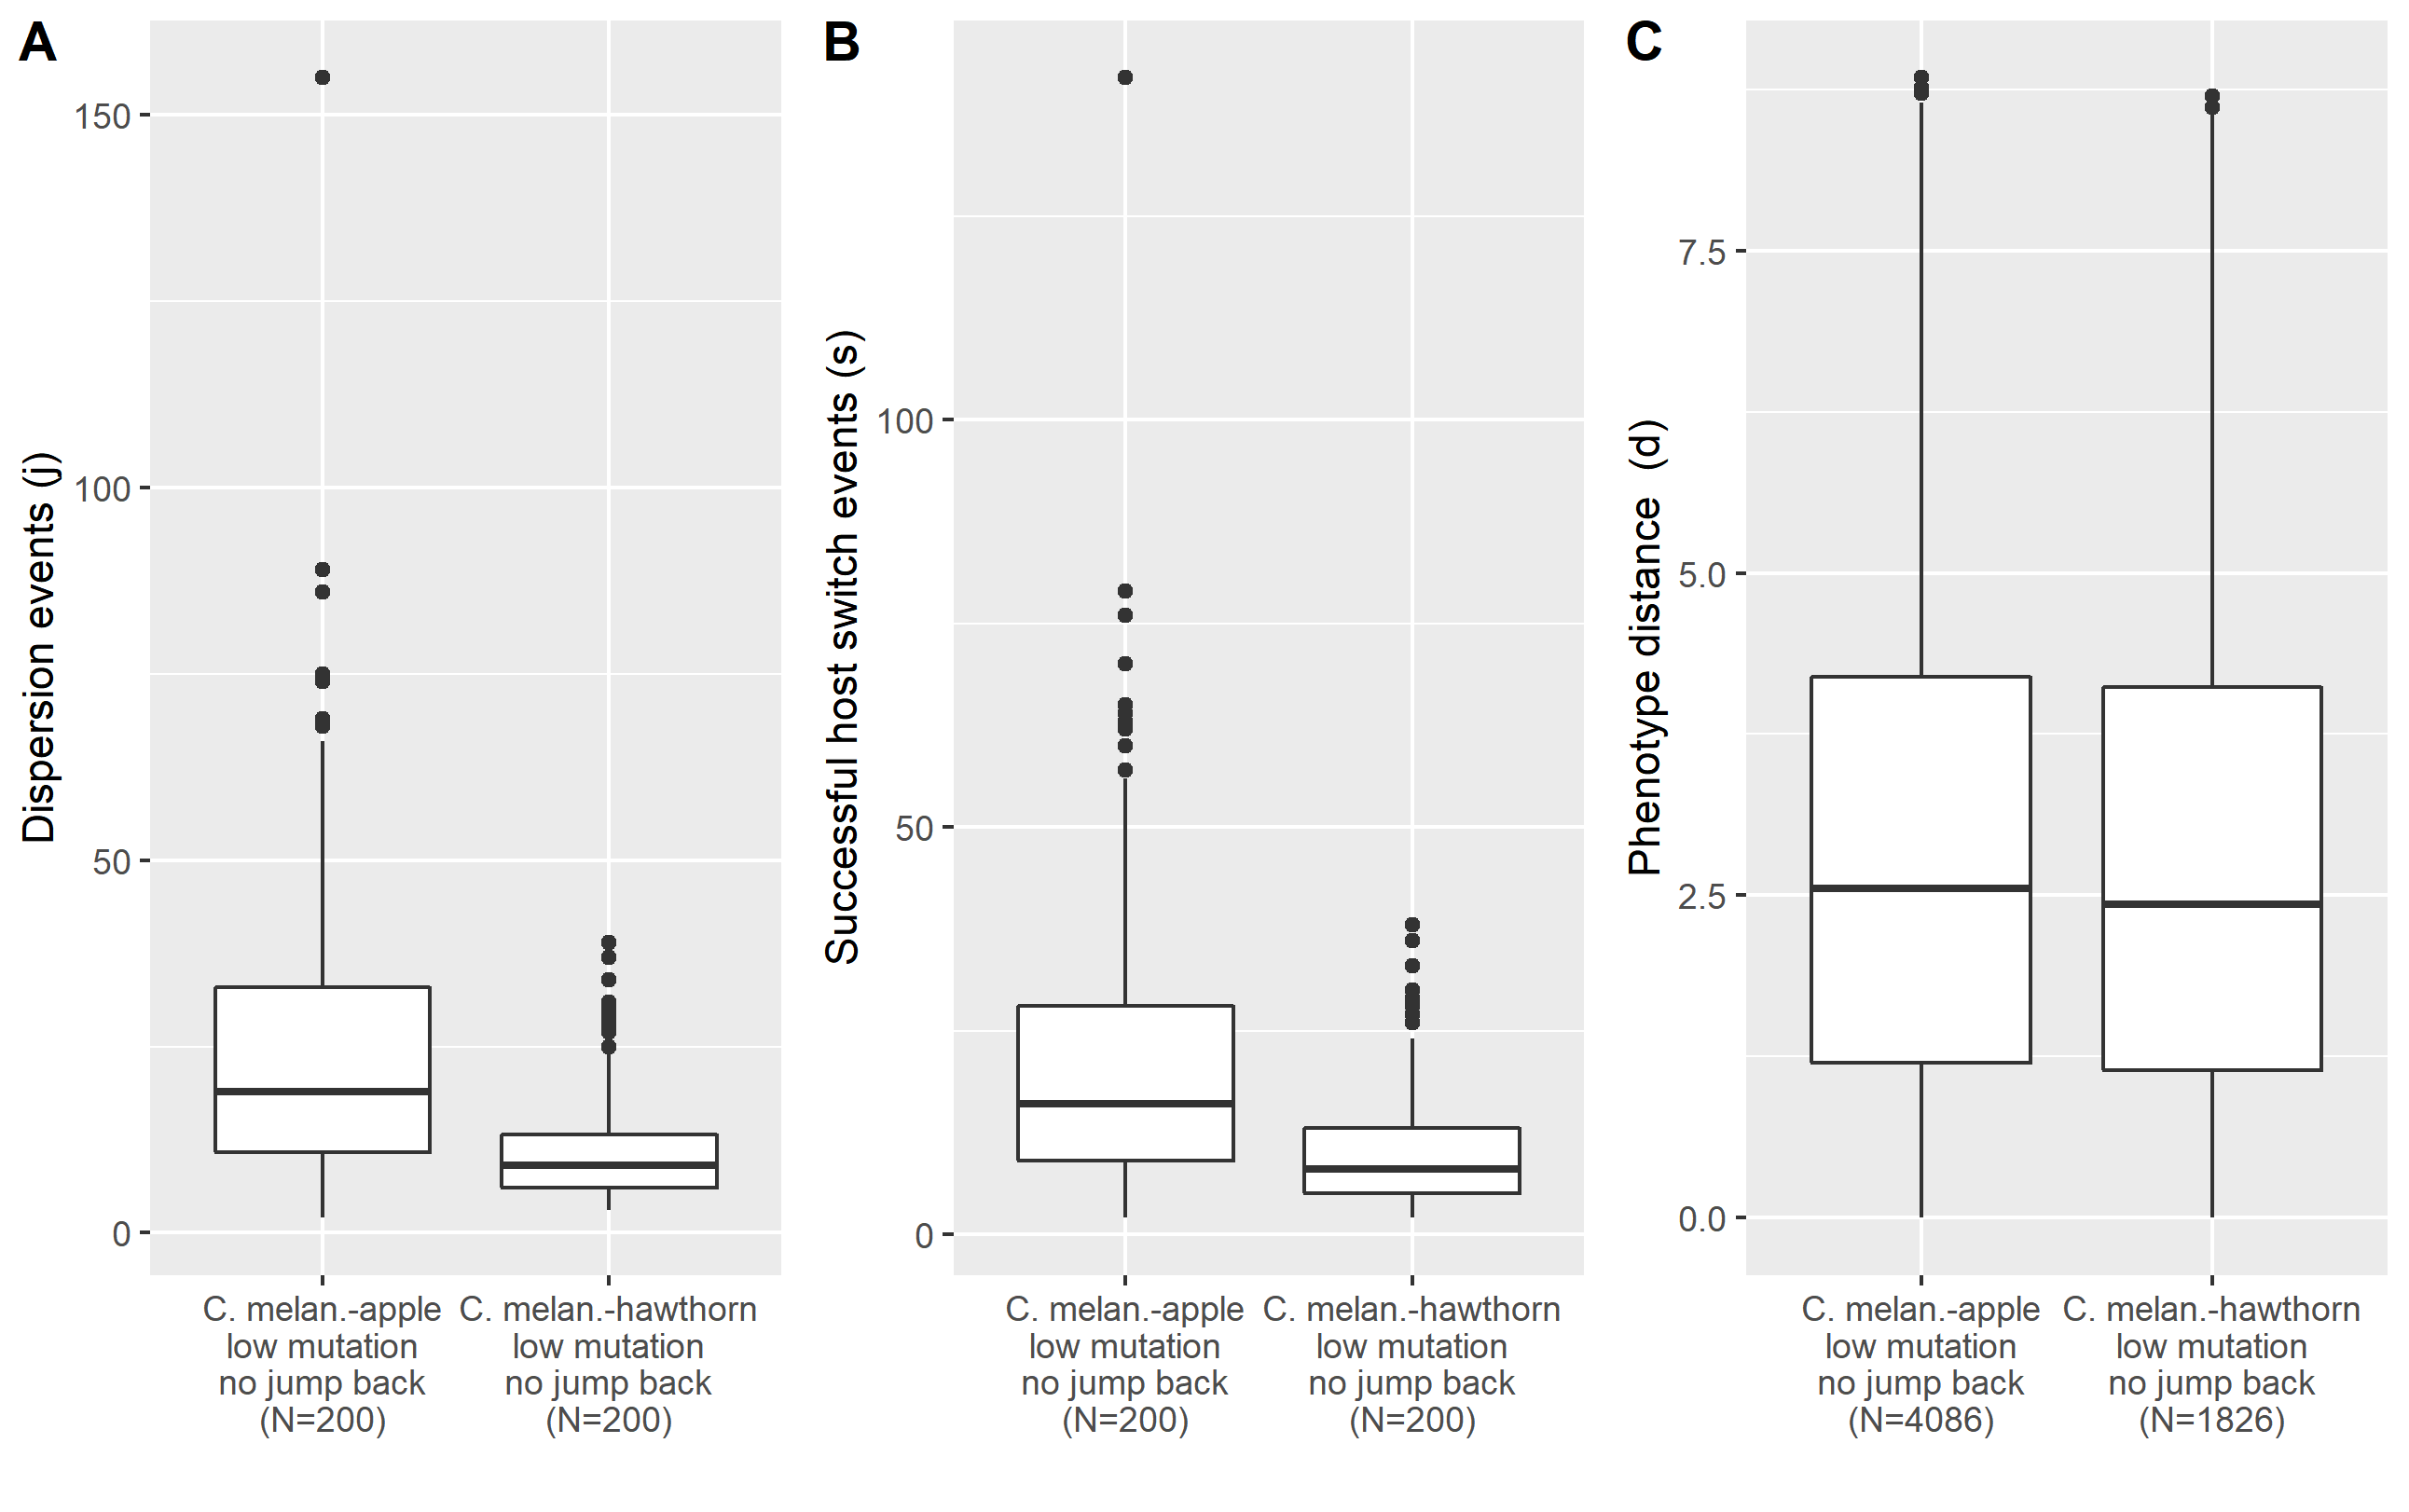 A
Dispersion events (j)
150
100
50
0
C. melan.-apple
low mutation
no jump back
(N=200)
C. melan.-hawthorn
low mutation
no jump back
(N=200)
B
Successful host switch events (s)
100
50
0
C. melan.-apple
low mutation
no jump back
(N=200)
C. melan.-hawthorn
low mutation
no jump back
(N=200)
C
Phenotype distance  (d)
7.5
5.0
2.5
0.0
C. melan.-apple
low mutation
no jump back
(N=4086)
C. melan.-hawthorn
low mutation
no jump back
(N=1826)